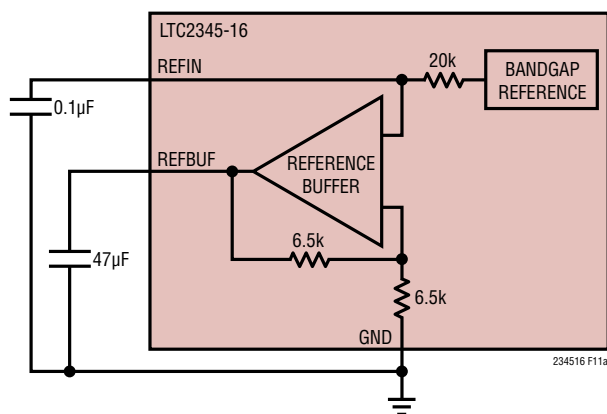 LTC2345-16
REFIN
20k
BANDGAP
REFERENCE
0.1µF
REFBUF
REFERENCE
BUFFER
47µF
6.5k
6.5k
GND
234516 F11a